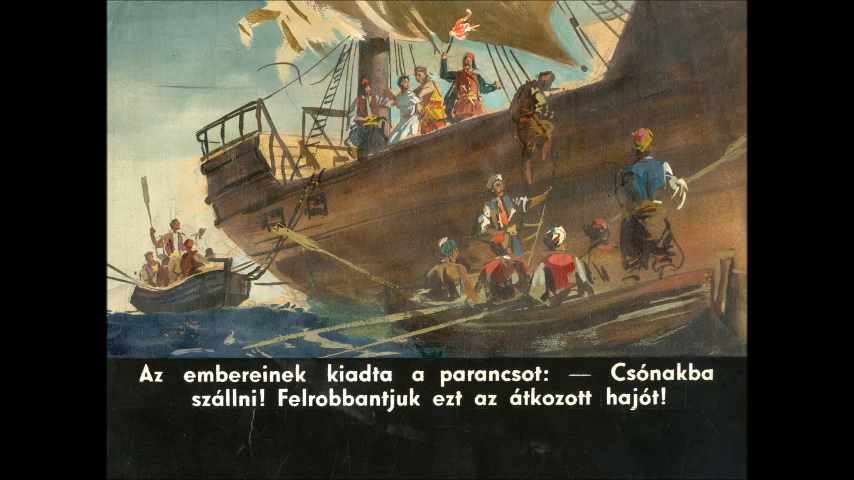 Az embereinek kiadta a parancsot: — Csónakba
szállni! Felrobbantjuk ezt az átkozott hajót!